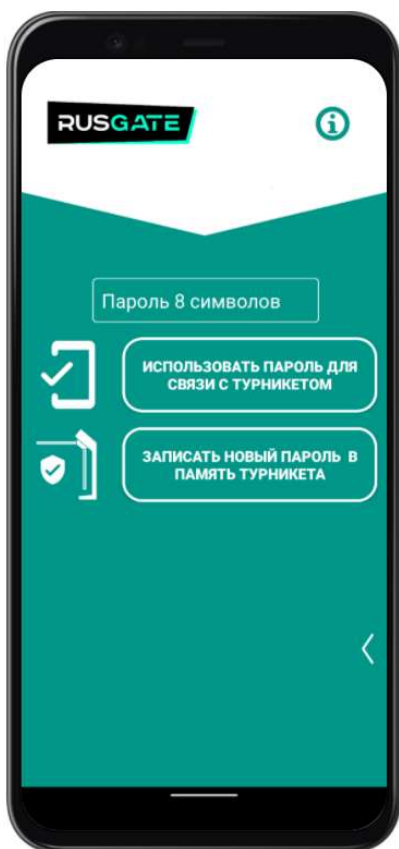 RUSGATE
Пароль 8 символов
ИСПОЛЬЗОВАТЬ ПАРОЛЬ ДЛЯ
СВЯЗИ С ТУРНИКЕТОМ
ЗАПИСАТЬ НОВЫЙ ПАРОЛЬ В
ПАМЯТЬ ТУРНИКЕТА